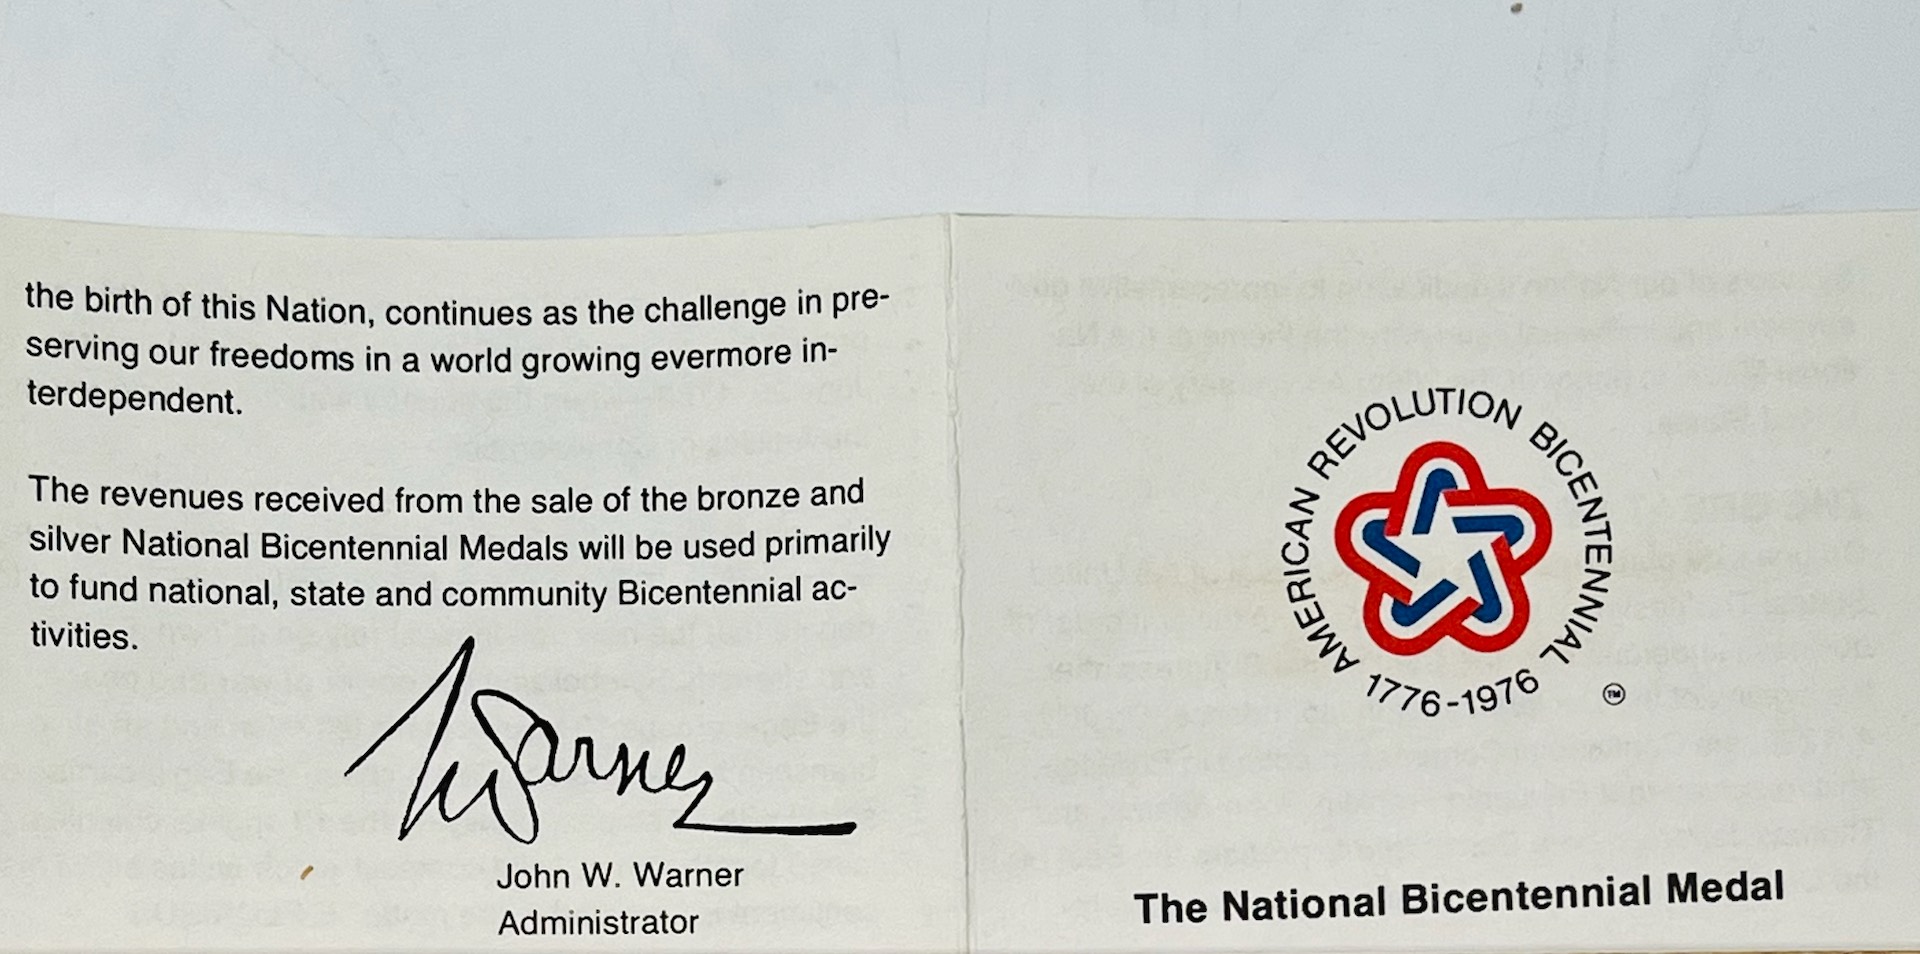 the birth of this Nation, continues as the challenge in pre-
serving our freedoms in a world growing evermore in-
terdependent.
The revenues received from the sale of the bronze and
silver National Bicentennial Medals will be used primarily
to fund national, state and community Bicentennial ac-
tivities.
Warner
John W. Warner
Administrator
AMERICAN REVOLUTION BICENTENNIAL
1776-1976
TM
The National Bicentennial Medal